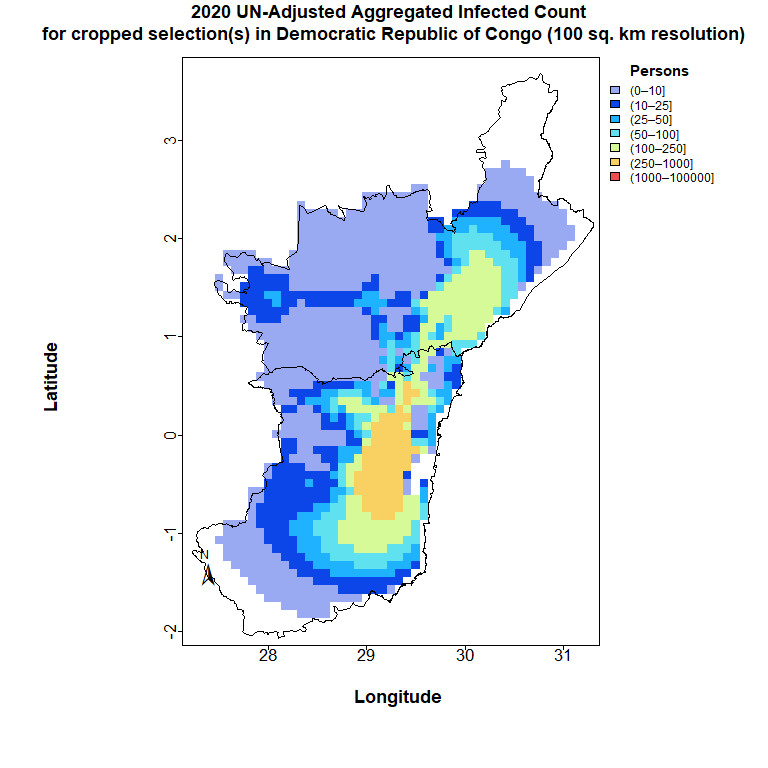 2020 UN-Adjusted Aggregated Infected Count
for cropped selection(s) in Democratic Republic of Congo (100 sq. km resolution)
Persons
(0–10]
(10–25]
(25–50]
(50–100]
(100–250]
(250–1000]
(1000–100000]
3
2
1
0
-1
-2
Latitude
N
28 29 30 31
Longitude